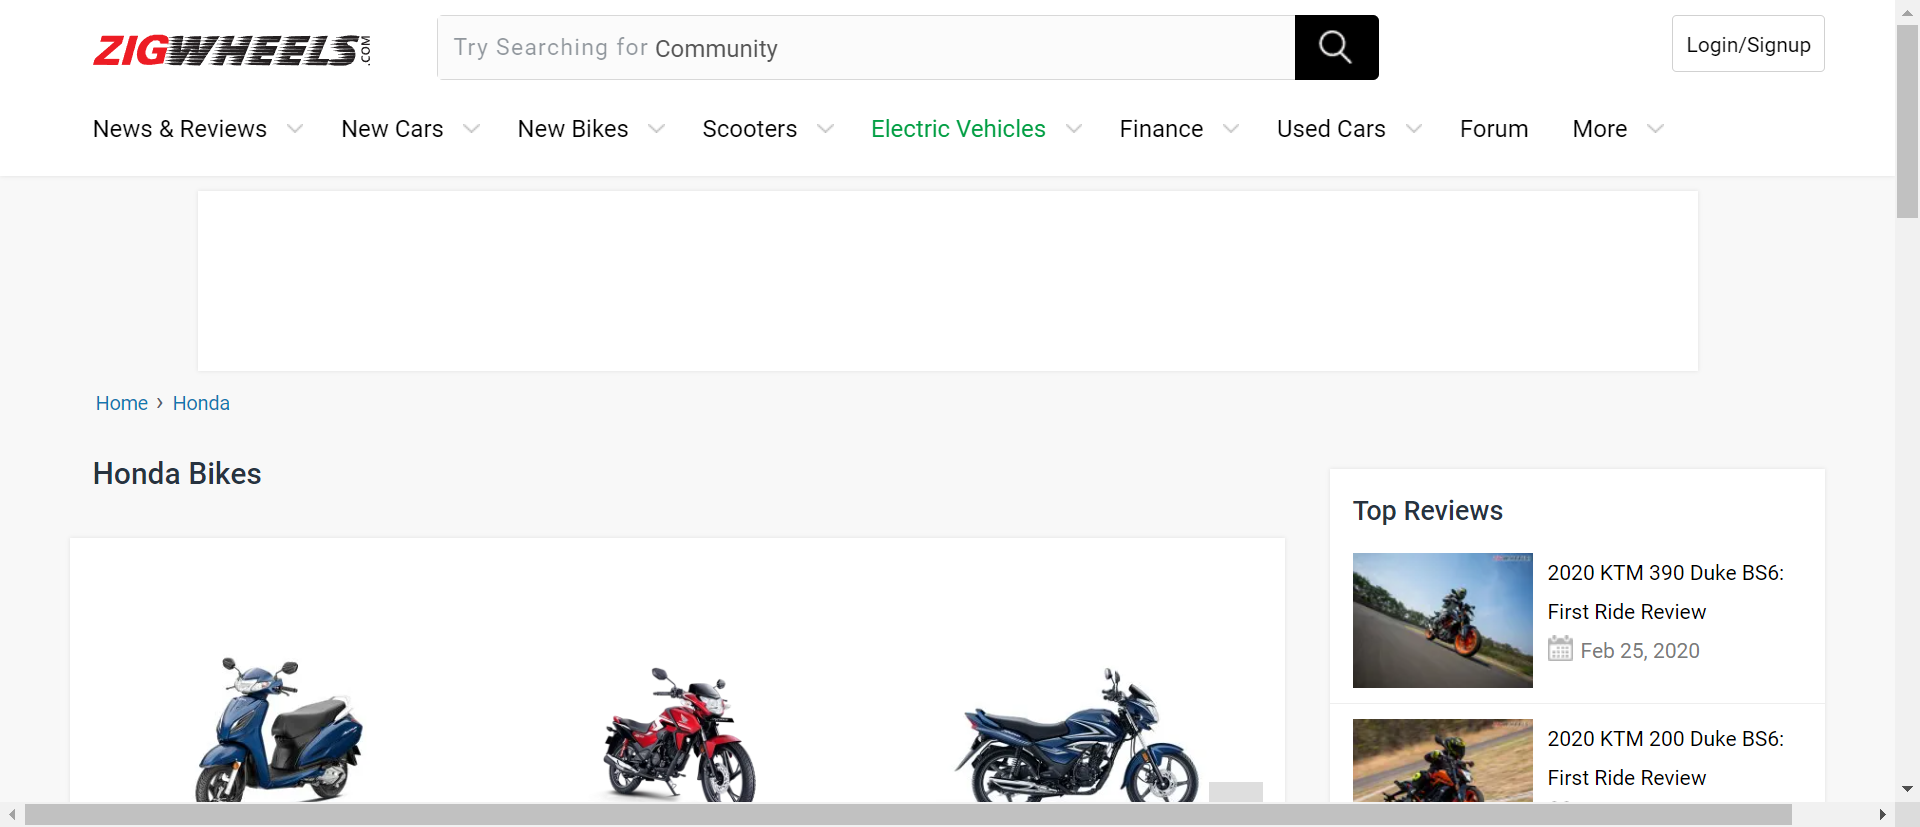 ZIGWHEELS.COM
Try Searching for Community
Login/Signup
News & Reviews New Cars New Bikes Scooters Electric Vehicles Finance Used Cars Forum More
Home › Honda
Honda Bikes
Top Reviews
2020 KTM 390 Duke BS6:
First Ride Review
Feb 25, 2020
2020 KTM 200 Duke BS6:
First Ride Review